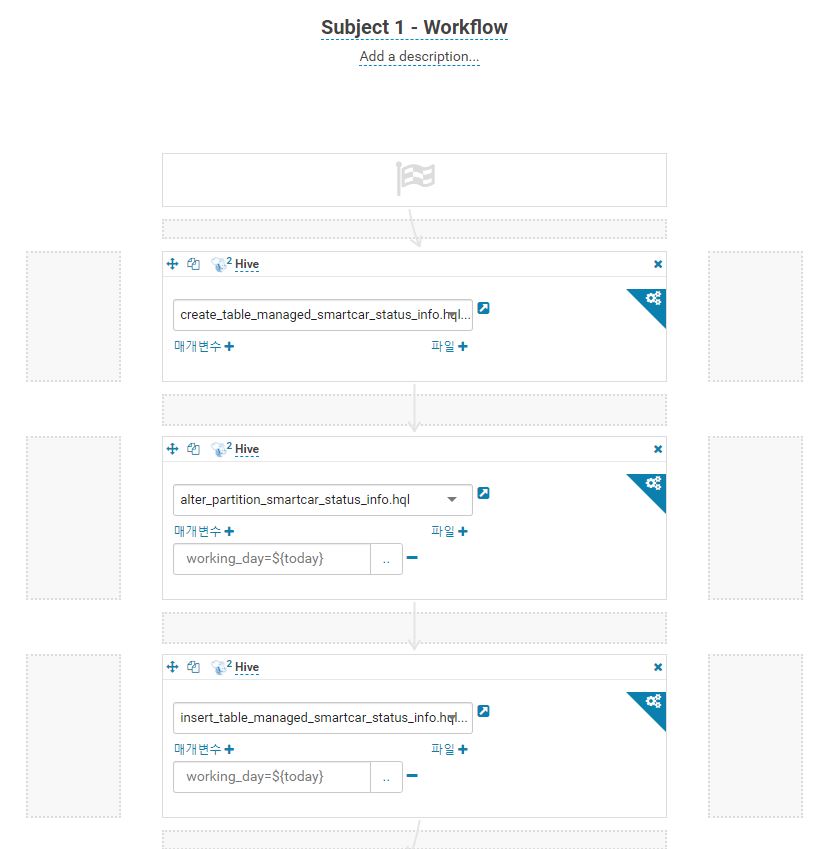 Subject 1 - Workflow
Add a description...
2 Hive
create_table_managed_smartcar_status_info.hql...
매개변수 + 파일 +
2 Hive
alter_partition_smartcar_status_info.hql
매개변수 + 파일 +
working_day=${today} ..
2 Hive
insert_table_managed_smartcar_status_info.hql...
매개변수 + 파일 +
working_day=${today} ..